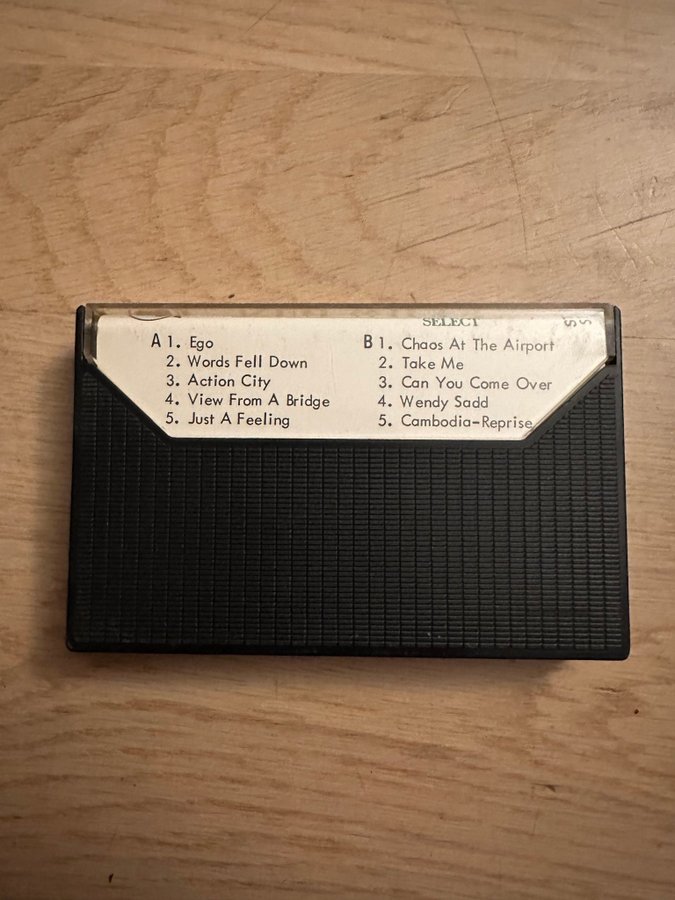 SELECT
A 1. Ego
2. Words Fell Down
3. Action City
4. View From A Bridge
5. Just A Feeling
B 1. Chaos At The Airport
2. Take Me
3. Can You Come Over
4. Wendy Sadd
5. Cambodia-Reprise